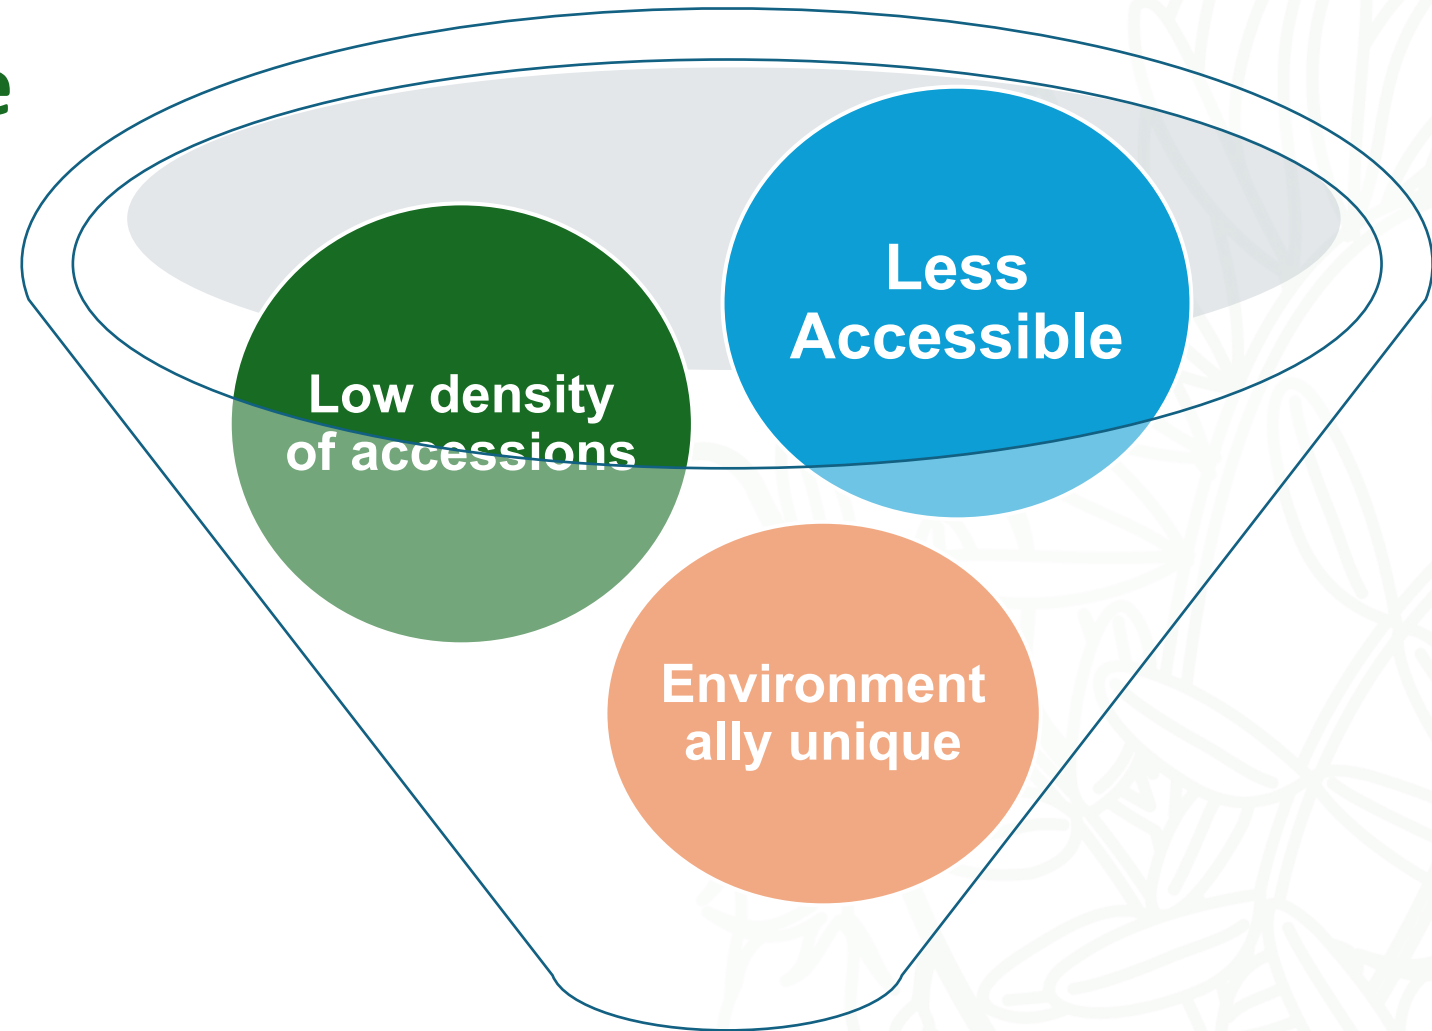 e
Less
Accessible
Low density
of accessions
Environment
ally unique